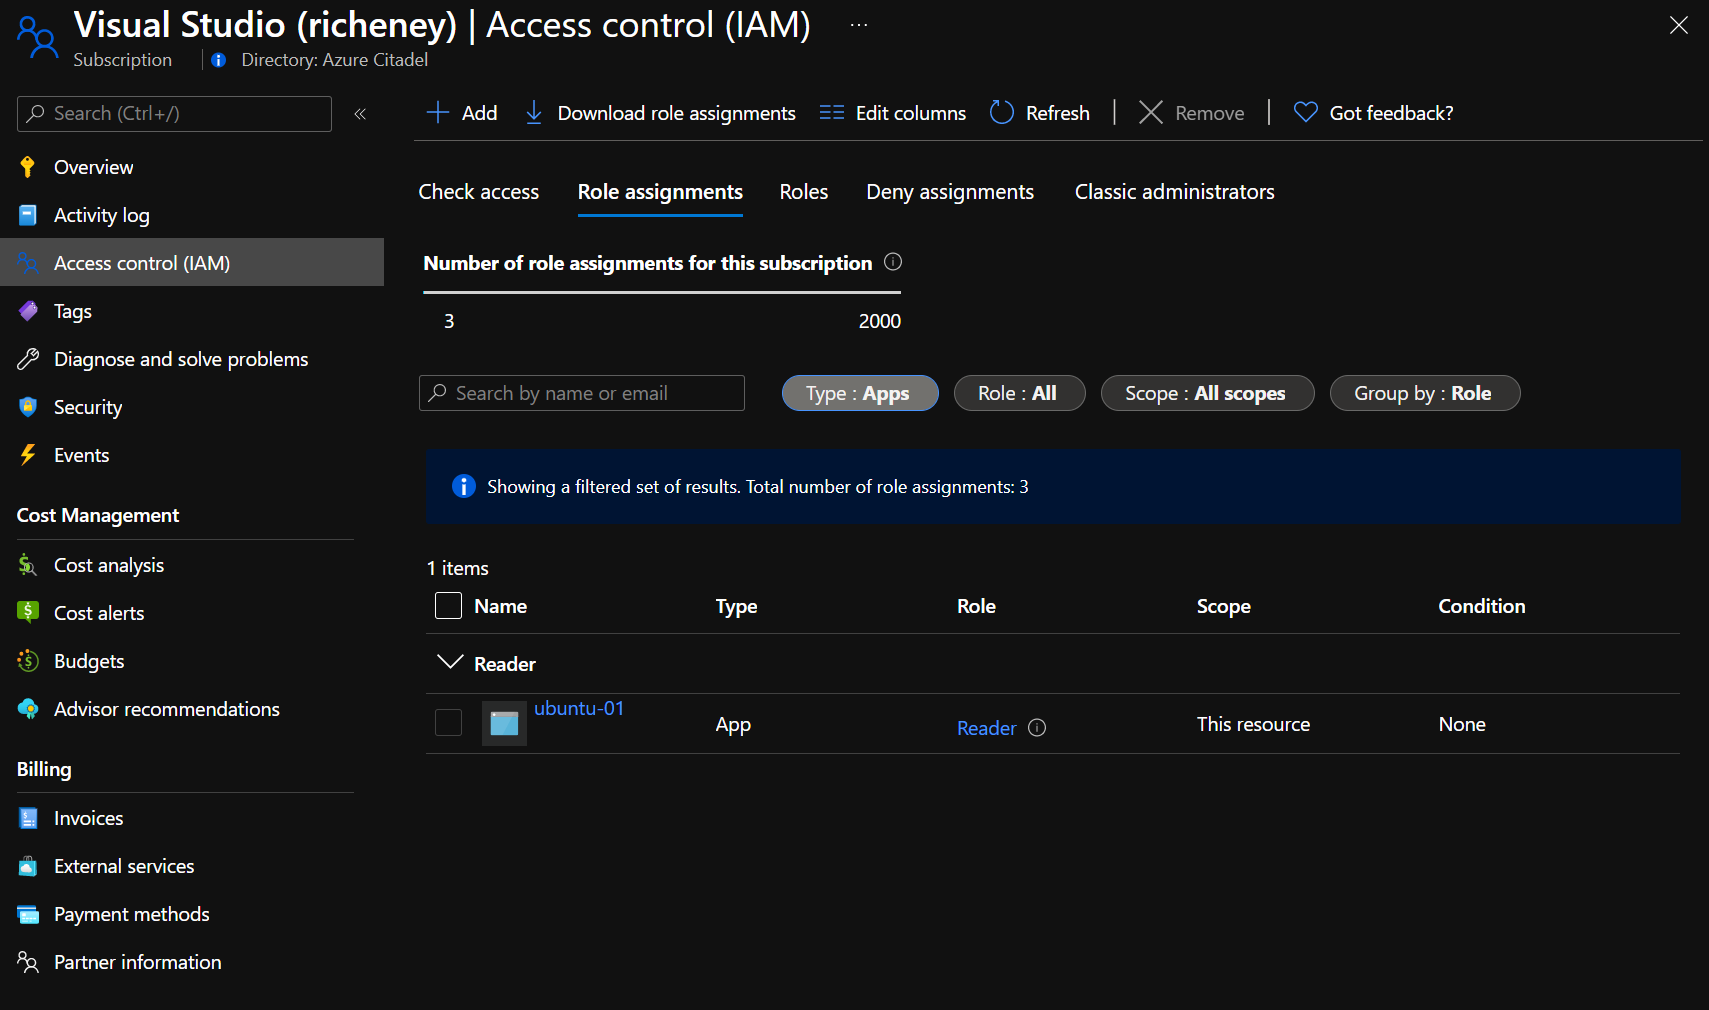 Visual Studio (richeney) | Access control (IAM) ...
Subscription
Directory: Azure Citadel
Search (Ctrl+/)
Overview
Activity log
Access control (IAM)
Tags
Diagnose and solve problems
Security
Events
Cost Management
Cost analysis
Cost alerts
Budgets
Advisor recommendations
Billing
Invoices
External services
Payment methods
Partner information
Add Download role assignments Edit columns Refresh | Remove | Got feedback?
Check access Role assignments Roles Deny assignments Classic administrators
Number of role assignments for this subscription
3 2000
Search by name or email Type : Apps Role : All Scope : All scopes Group by : Role
Showing a filtered set of results. Total number of role assignments: 3
1 items
Name Type Role Scope Condition
Reader
ubuntu-01 App Reader This resource None